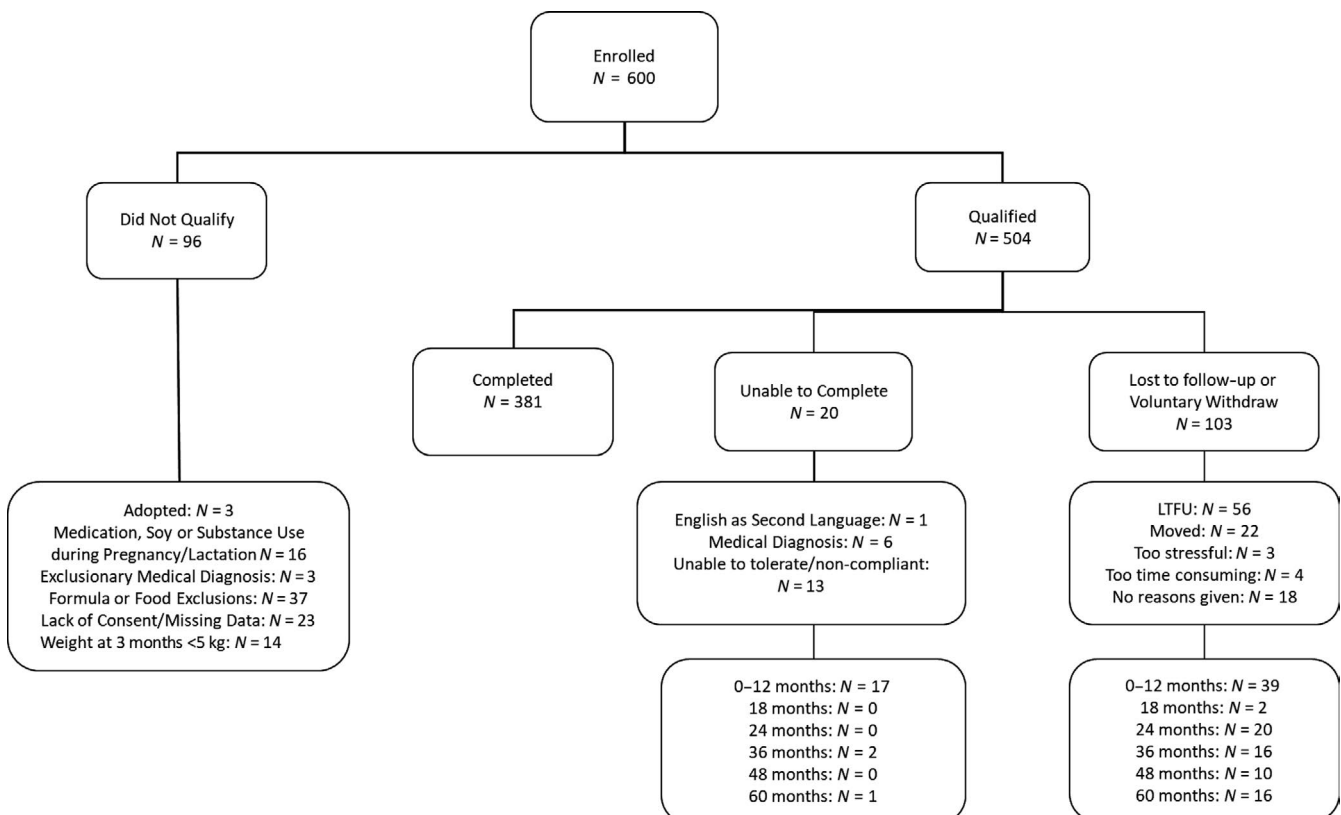 Enrolled
N = 600
Did Not Qualify
N = 96
Qualified
N = 504
Completed
N = 381
Unable to Complete
N = 20
Lost to follow-up or
Voluntary Withdraw
N = 103
Adopted: N = 3
Medication, Soy or Substance Use
during Pregnancy/Lactation N = 16
Exclusionary Medical Diagnosis: N = 3
Formula or Food Exclusions: N = 37
Lack of Consent/Missing Data: N = 23
Weight at 3 months <5 kg: N = 14
English as Second Language: N = 1
Medical Diagnosis: N = 6
Unable to tolerate/non-compliant:
N = 13
LTFU: N = 56
Moved: N = 22
Too stressful: N = 3
Too time consuming: N = 4
No reasons given: N = 18
0–12 months: N = 17
18 months: N = 0
24 months: N = 0
36 months: N = 2
48 months: N = 0
60 months: N = 1
0–12 months: N = 39
18 months: N = 2
24 months: N = 20
36 months: N = 16
48 months: N = 10
60 months: N = 16